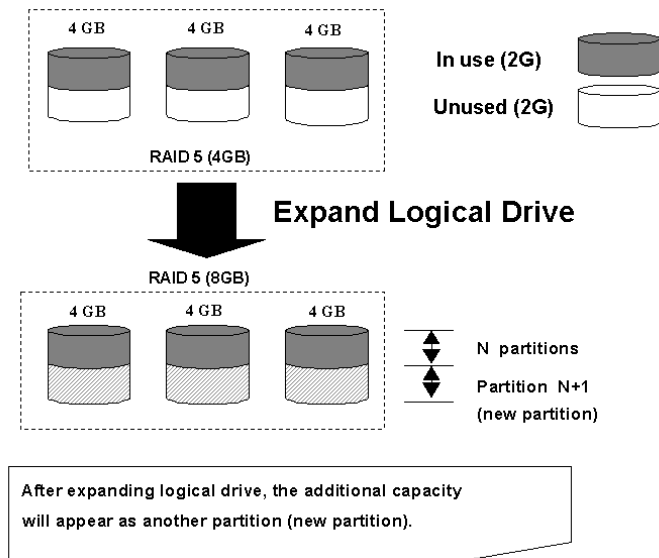 4 GB 4 GB 4 GB
In use (2G)
Unused (2G)
RAID 5 (4GB)
Expand Logical Drive
RAID 5 (8GB)
4 GB 4 GB 4 GB
N partitions
Partition N+1
(new partition)
After expanding logical drive, the additional capacity
will appear as another partition (new partition).